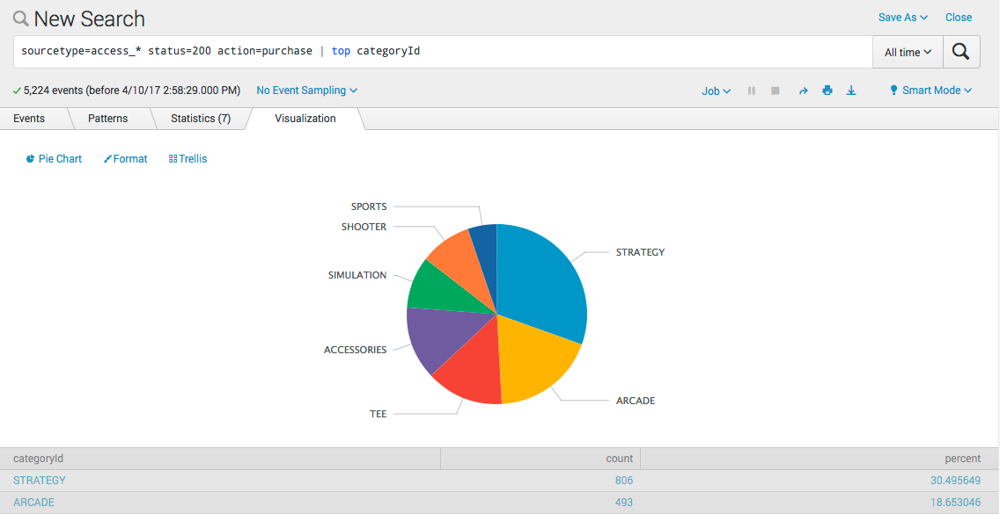 New Search
Save As
Close
sourcetype=access_* status=200 action=purchase | top categoryId
All time
5,224 events (before 4/10/17 2:58:29.000 PM)
No Event Sampling
Job
Smart Mode
Events
Patterns
Statistics (7)
Visualization
Pie Chart
Format
Trellis
SPORTS
SHOOTER
STRATEGY
SIMULATION
ACCESSORIES
ARCADE
TEE
categoryId count percent
STRATEGY 806 30.495649
ARCADE 493 18.653046